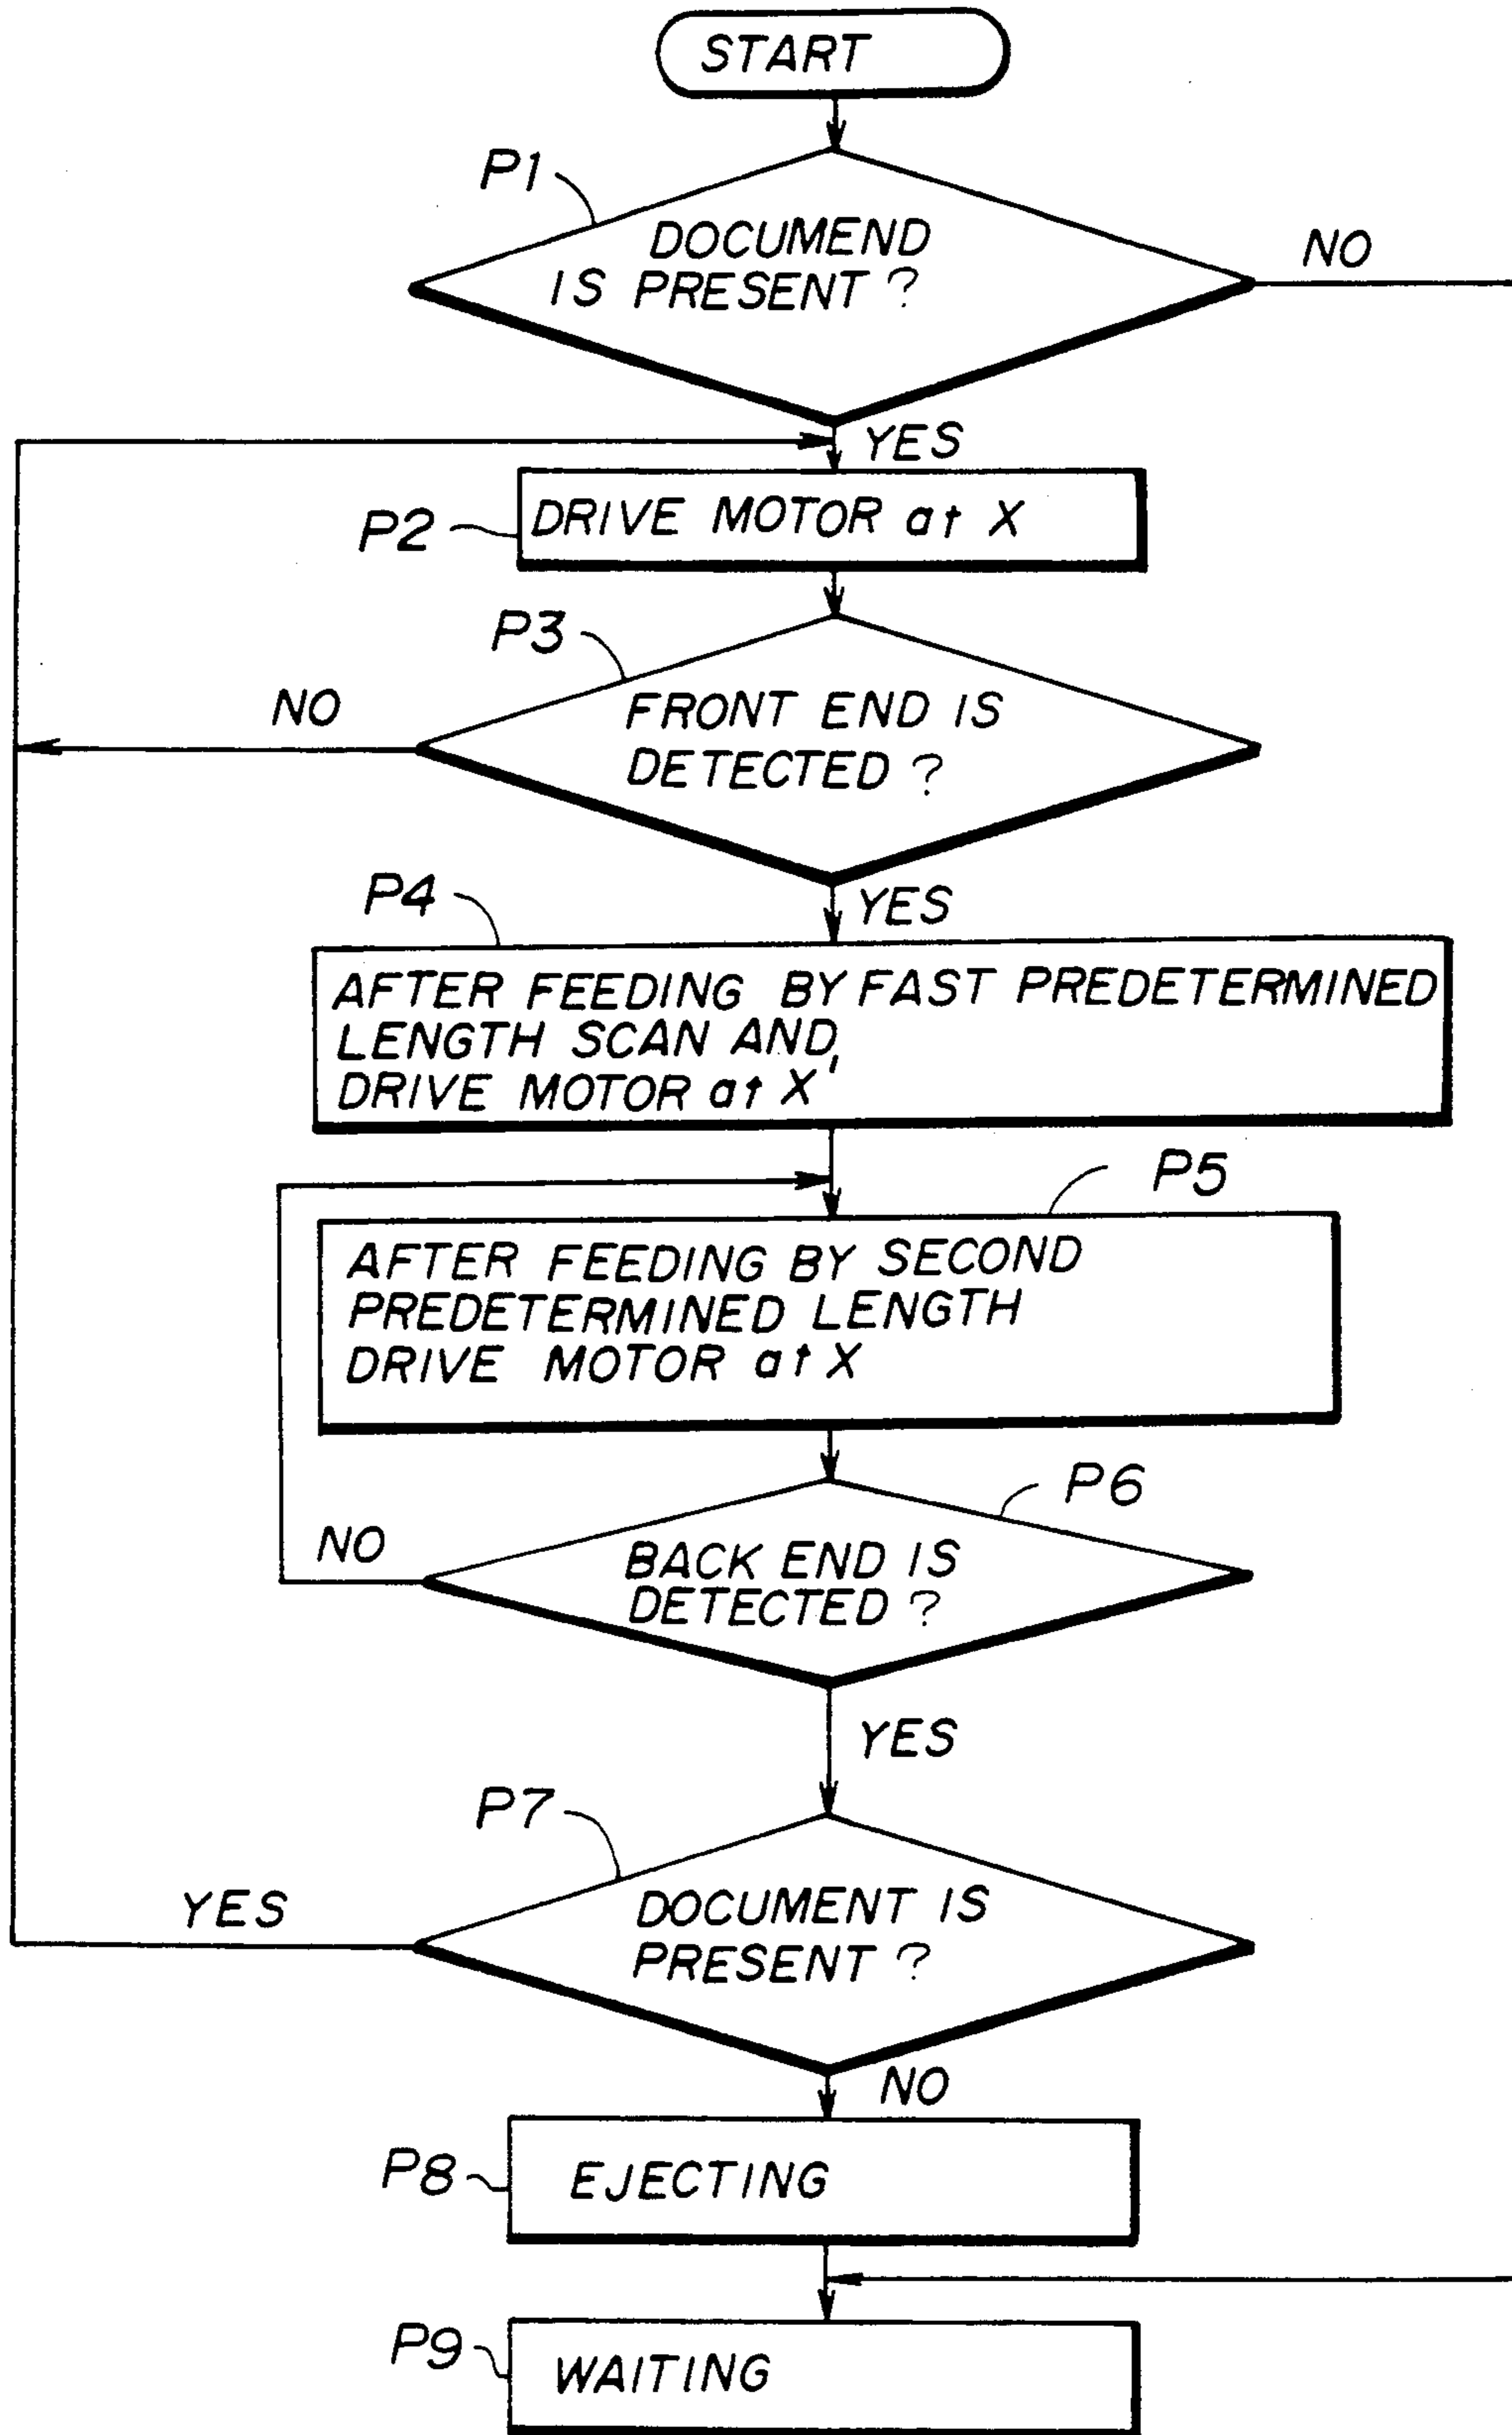 START
P1
DOCUMEND
IS PRESENT ?
NO
YES
P2
DRIVE MOTOR at X
P3
FRONT END IS
DETECTED ?
NO
YES
P4
AFTER FEEDING BY FAST PREDETERMINED
LENGTH SCAN AND,
DRIVE MOTOR at X'
P5
AFTER FEEDING BY SECOND
PREDETERMINED LENGTH
DRIVE MOTOR at X
P6
BACK END IS
DETECTED ?
NO
YES
P7
DOCUMENT IS
PRESENT ?
YES
NO
P8
EJECTING
P9
WAITING